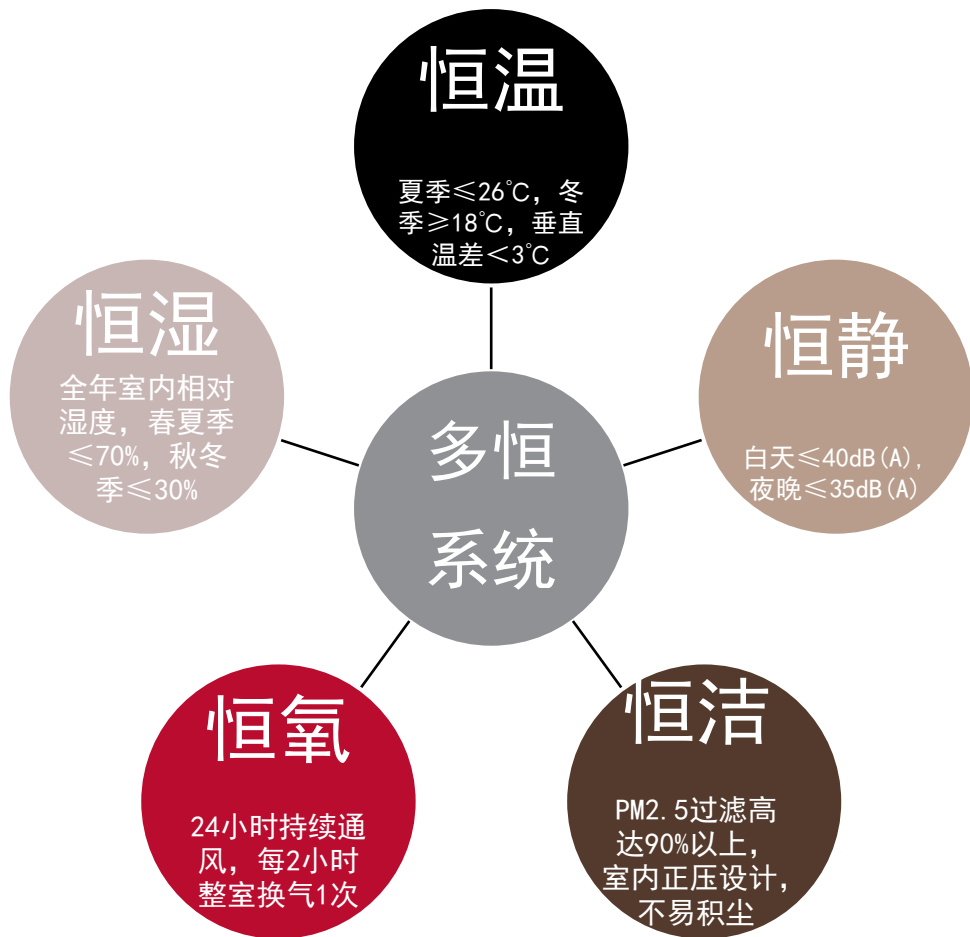 恒温
夏季≤26℃，冬
季≥18℃，垂直
温差<3℃
恒湿
全年室内相对
湿度，春夏季
≤70%，秋冬
季≤30%
恒静
白天≤40dB(A),
夜晚≤35dB(A)
多恒
系统
恒氧
24小时持续通
风，每2小时
整室换气1次
恒洁
PM2.5过滤高
达90%以上，
室内正压设计，
不易积尘